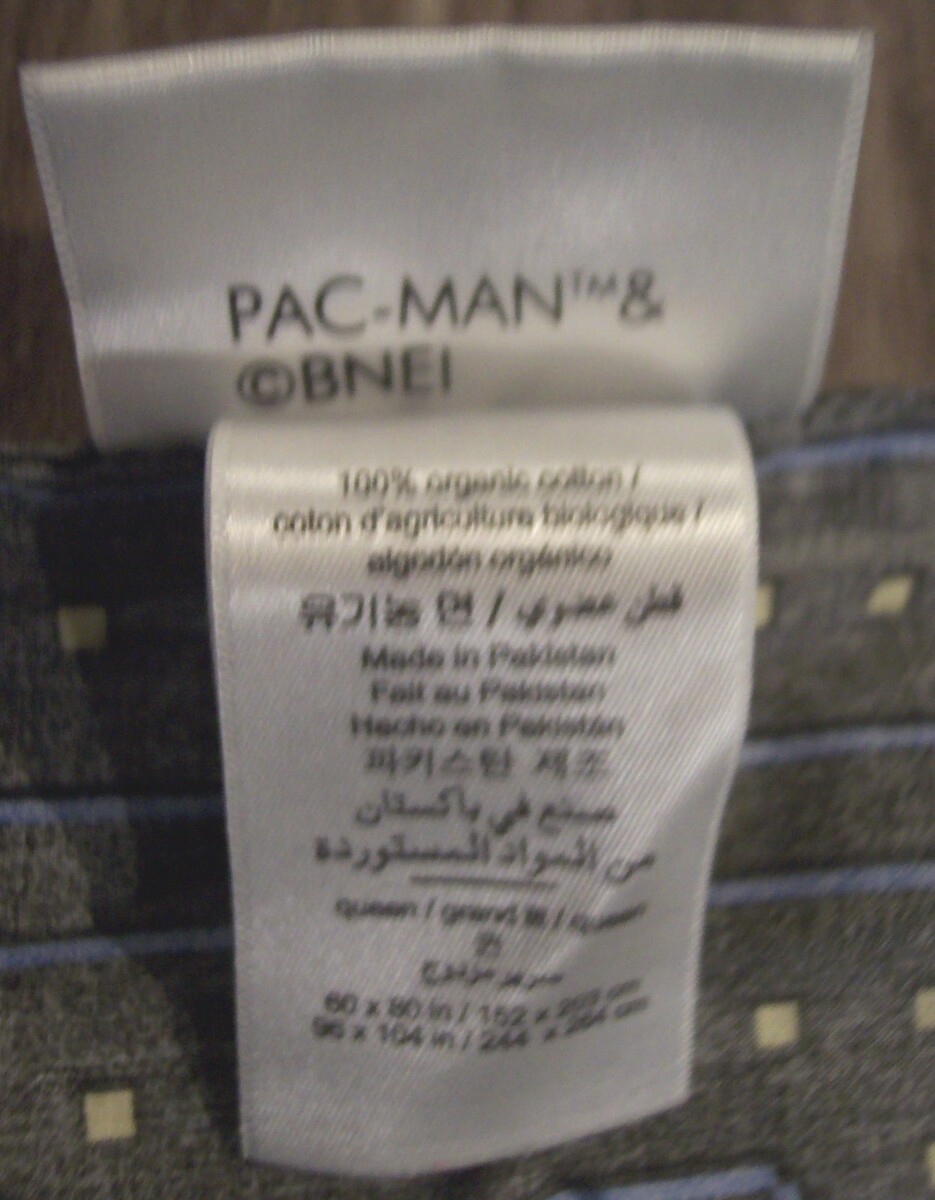 PAC-MAN™ &
©BNEI
100% organic cotton /
coton d'agriculture biologique /
algodón orgánico
유기농 면 / قطن عضوي
Made in Pakistan
Fait au Pakistan
Hecho en Pakistán
파키스탄 제조
صنع في باكستان
من المواد المستوردة
queen / grand lit / queen
퀸
سرير مزدوج
60 x 80 in / 152 x 203 cm
96 x 104 in / 244 x 264 cm